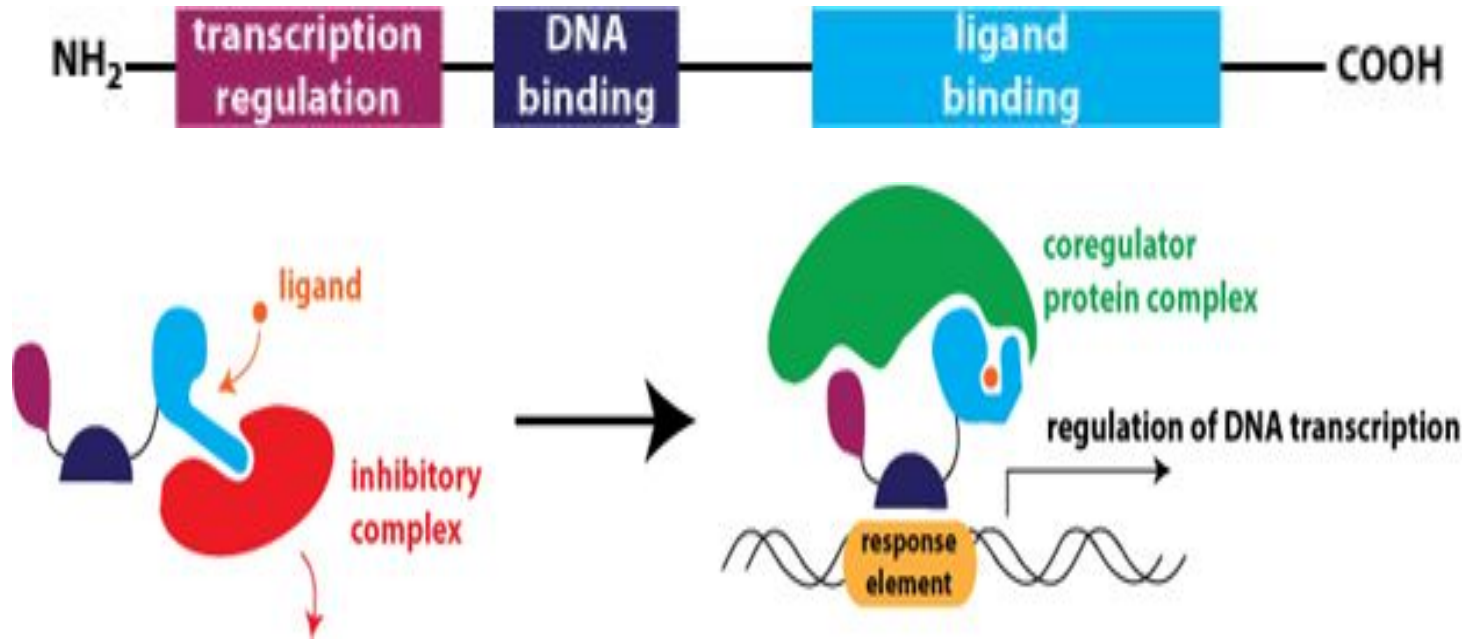 NH2
transcription
regulation
DNA
binding
ligand
binding
COOH
ligand
inhibitory
complex
coregulator
protein complex
regulation of DNA transcription
response
element